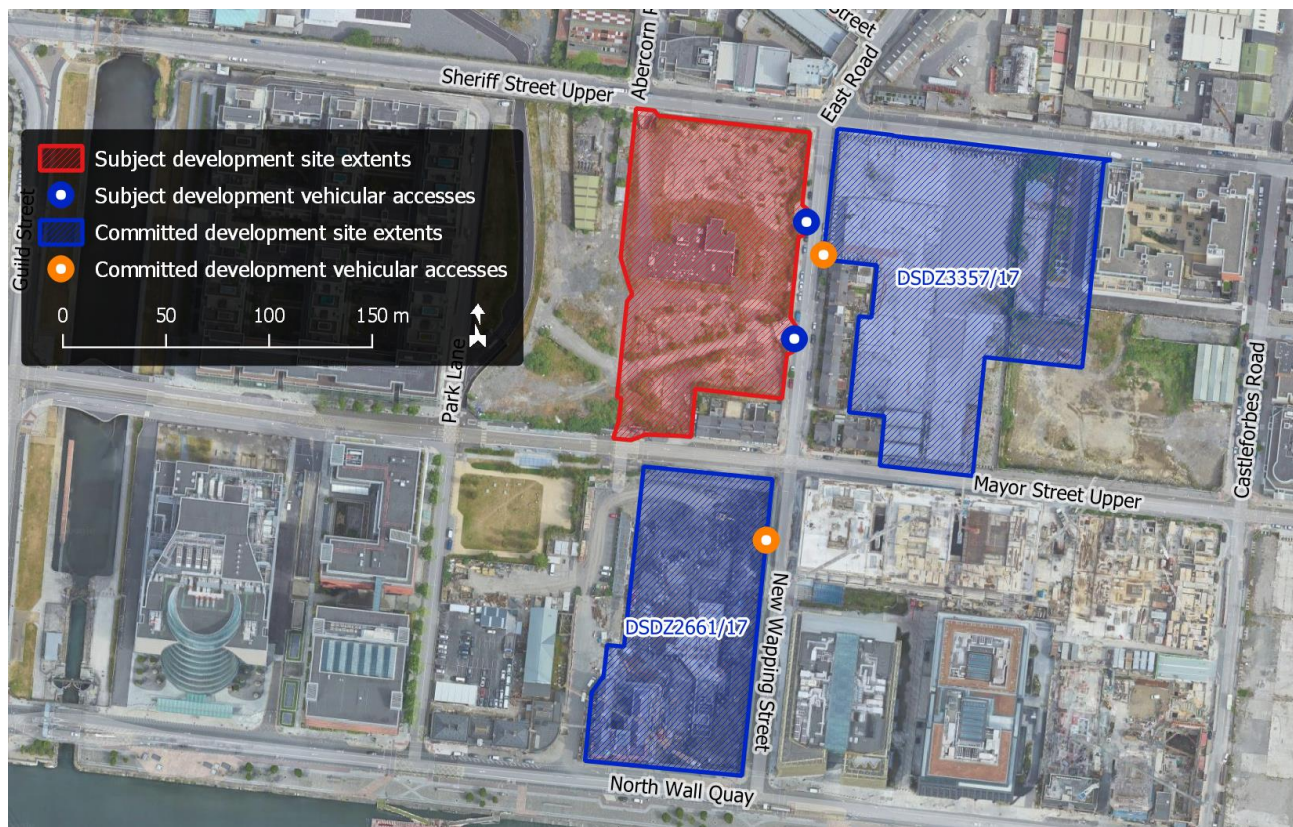 Street
Abercorn R
East Road
Sheriff Street Upper
Subject development site extents
Subject development vehicular accesses
Committed development site extents
Committed development vehicular accesses
0 50 100 150 m
Guild Street
Park Lane
DSDZ3357/17
Castleforbes Road
Mayor Street Upper
DSDZ2661/17
New Wapping Street
North Wall Quay